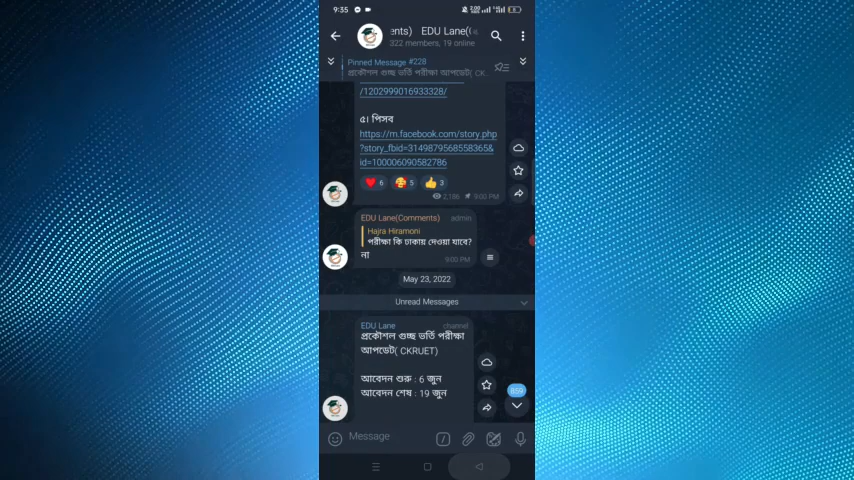 9:35
ents) EDU Lane(
322 members, 19 online
Pinned Message #228
প্রকৌশল গুচ্ছ ভর্তি পরীক্ষা আপডেট( CK
/1202999016933328/
৫। পিসব
https://m.facebook.com/story.php
?story_fbid=3149879568558365&
id=100006090582786
6 5 3
2,186 9:00 PM
EDU Lane(Comments) admin
Hajra Hiramoni
পরীক্ষা কি ঢাকায় দেওয়া যাবে?
না
9:00 PM
May 23, 2022
Unread Messages
EDU Lane channel
প্রকৌশল গুচ্ছ ভর্তি পরীক্ষা
আপডেট( CKRUET)
আবেদন শুরু : 6 জুন
আবেদন শেষ : 19 জুন
859
Message